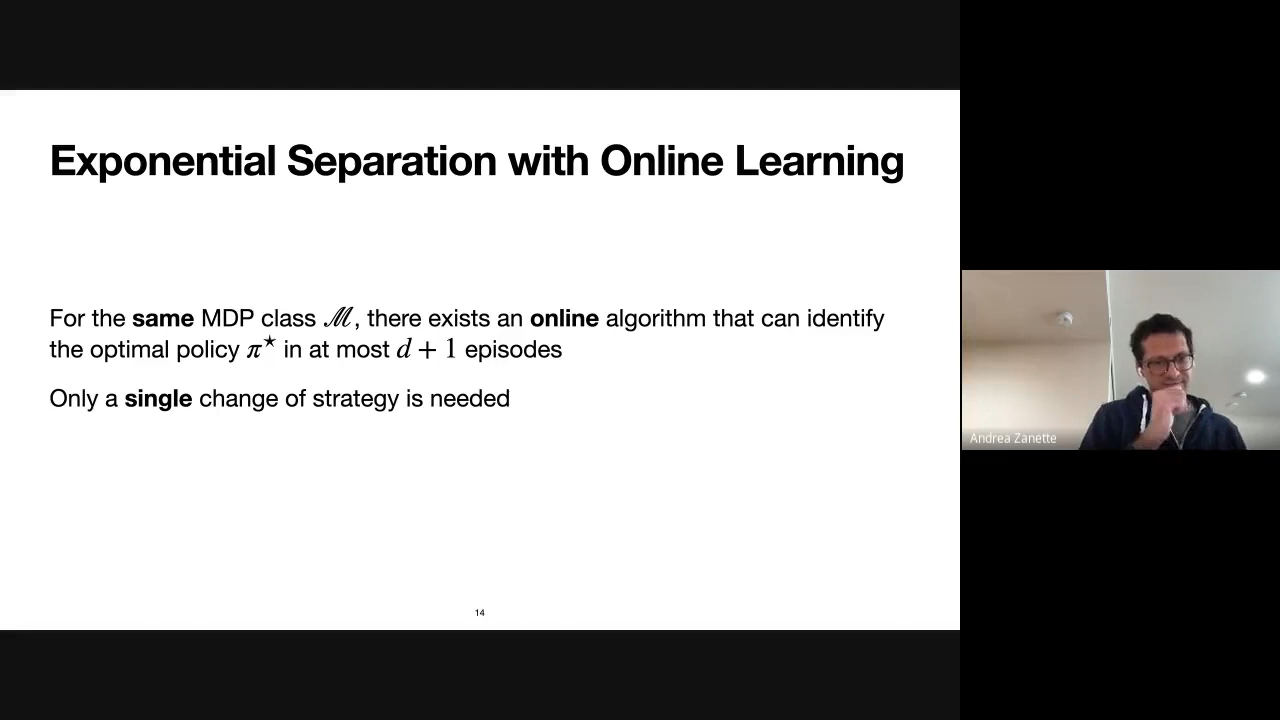 Exponential Separation with Online Learning
For the same MDP class ℳ, there exists an online algorithm that can identify
the optimal policy π⋆ in at most d + 1 episodes
Only a single change of strategy is needed
14
Andrea Zanette